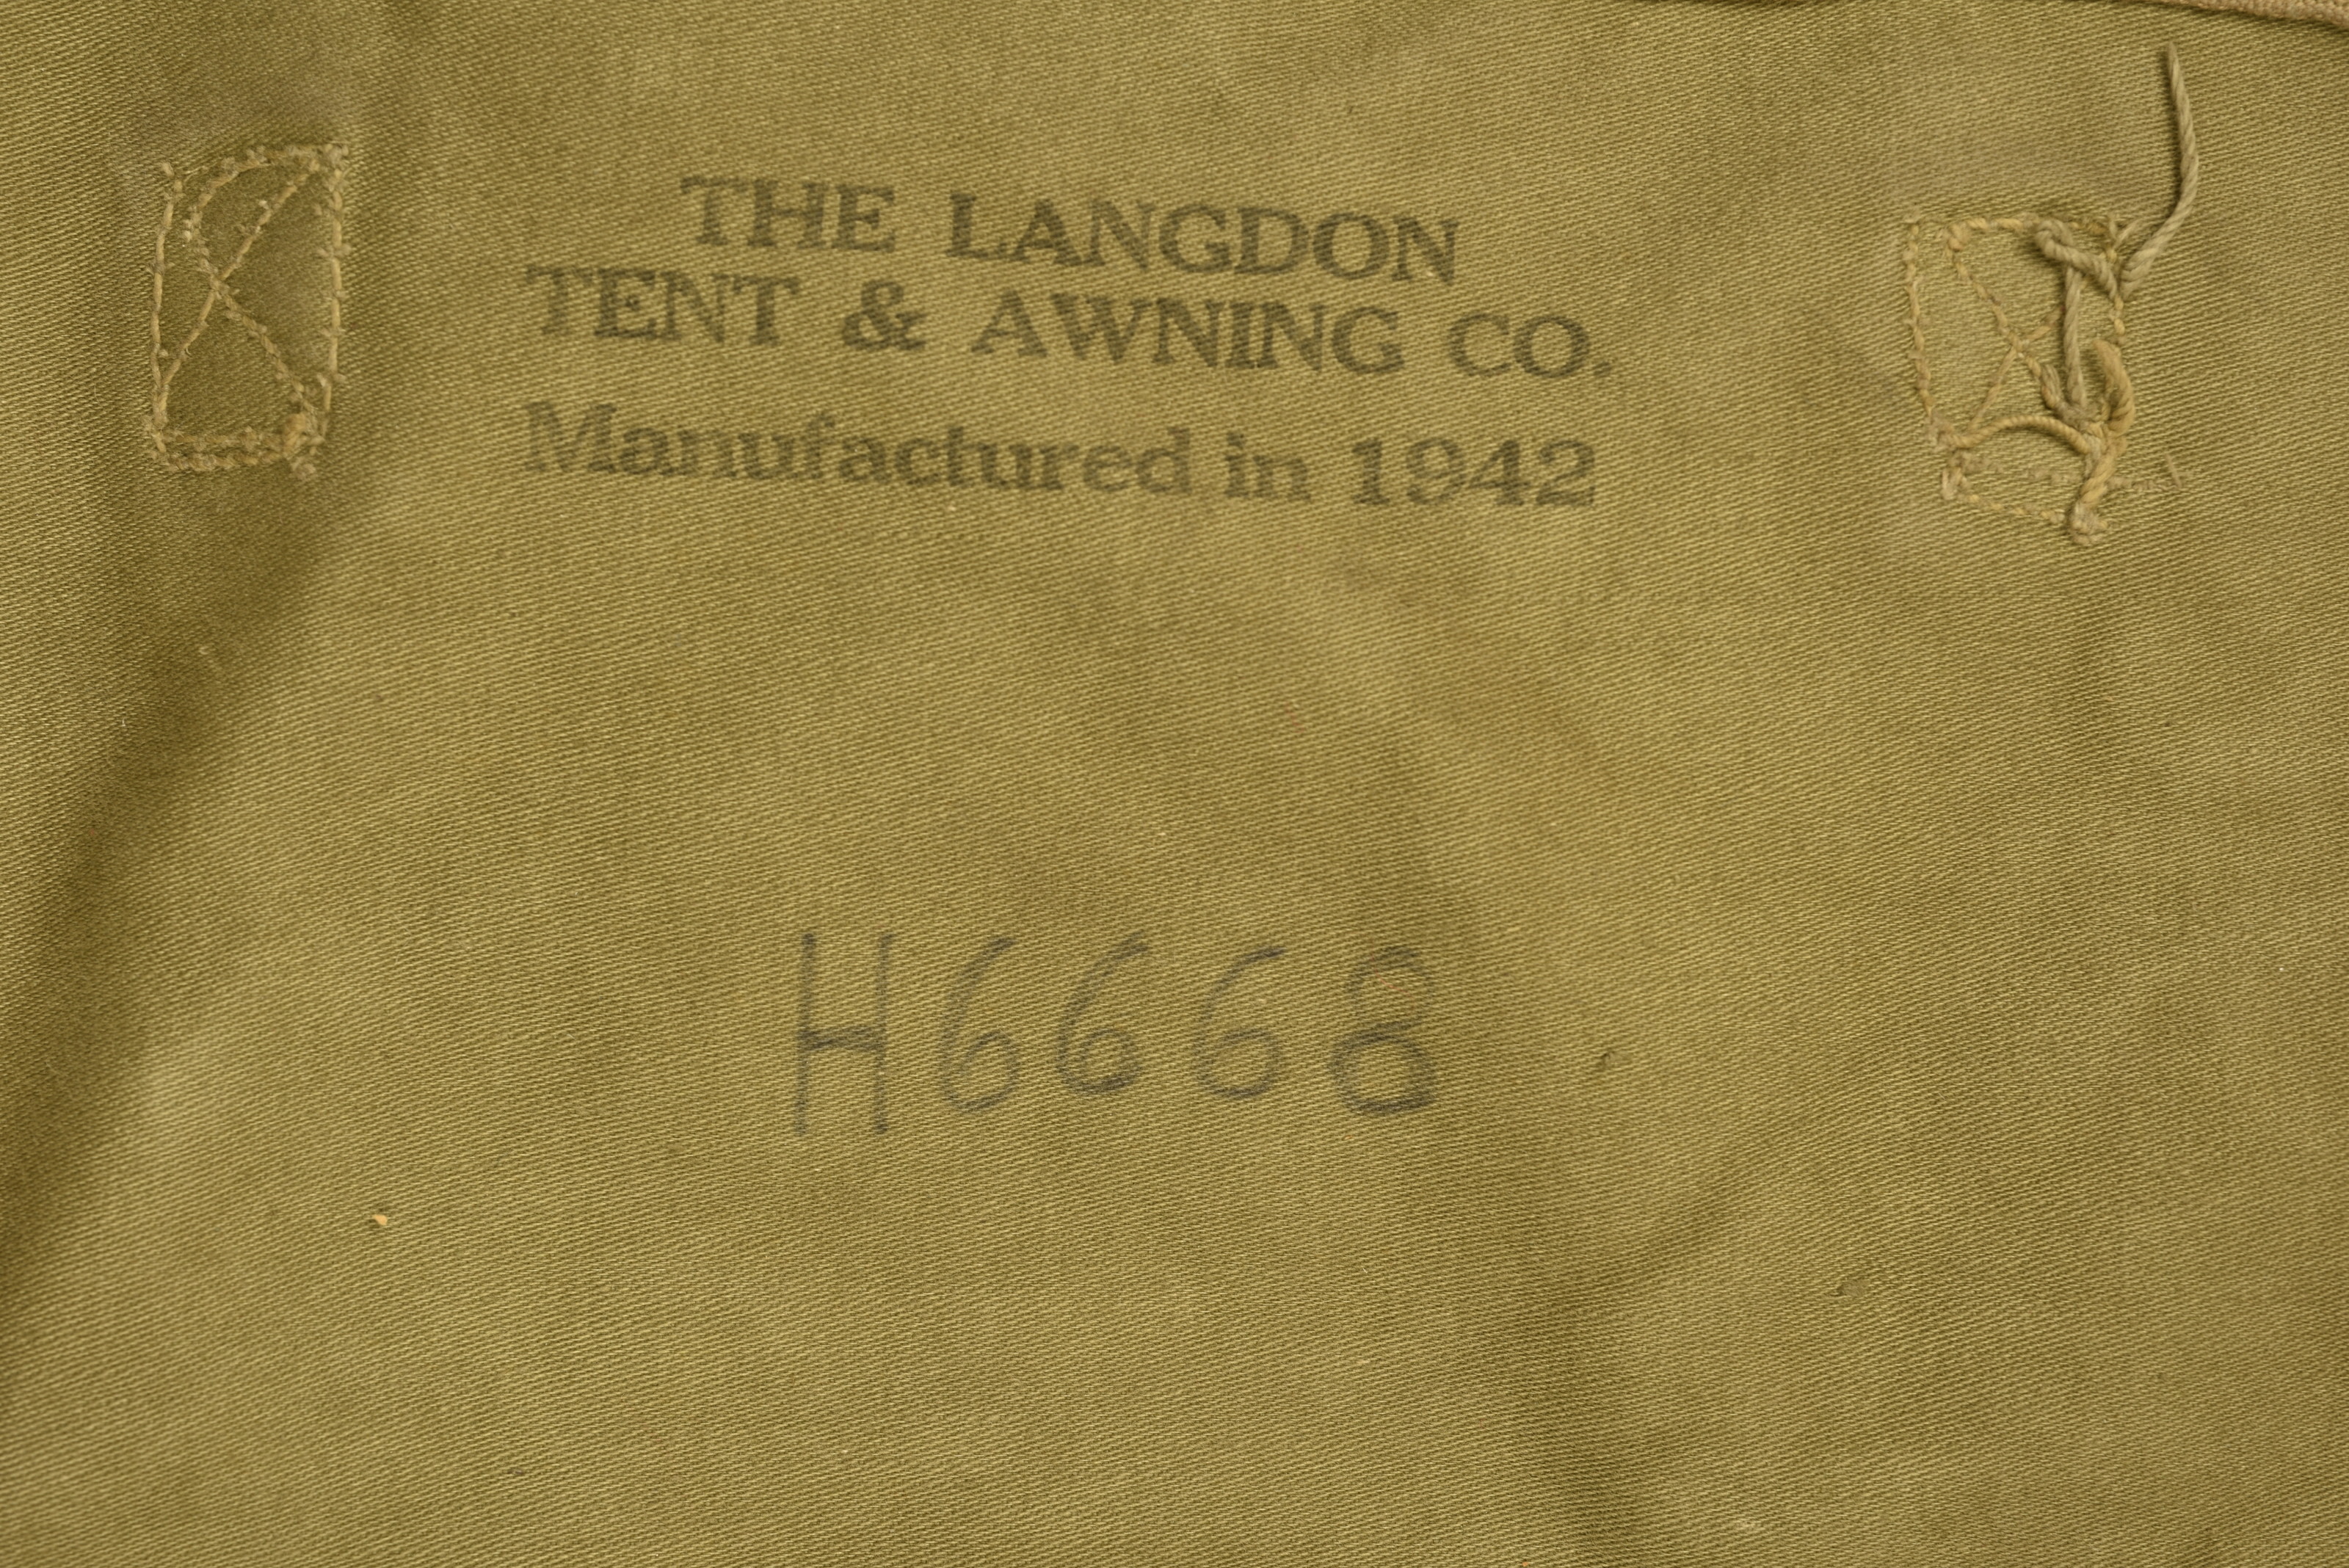 THE LANGDON
TENT & AWNING CO.
Manufactured in 1942
H6668